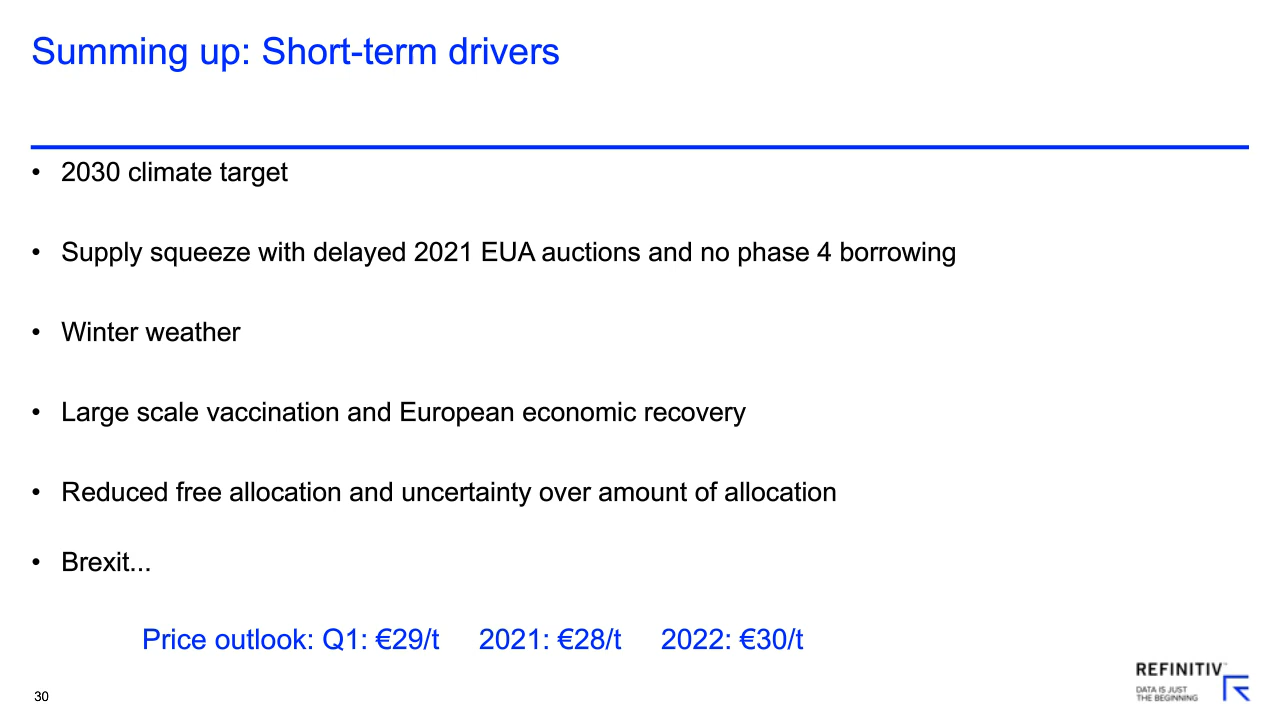 Summing up: Short-term drivers
• 2030 climate target
• Supply squeeze with delayed 2021 EUA auctions and no phase 4 borrowing
• Winter weather
• Large scale vaccination and European economic recovery
• Reduced free allocation and uncertainty over amount of allocation
• Brexit...
Price outlook: Q1: €29/t 2021: €28/t 2022: €30/t
REFINITIV™
DATA IS JUST
THE BEGINNING
30